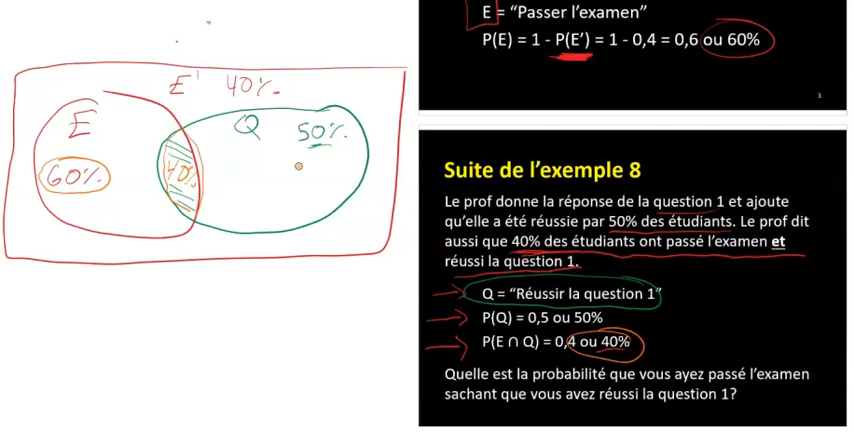 E' 40%
E
Q
50%
60%
40%
E = “Passer l’examen”
P(E) = 1 - P(E’) = 1 - 0,4 = 0,6 ou 60%
3
Suite de l’exemple 8
Le prof donne la réponse de la question 1 et ajoute
qu’elle a été réussie par 50% des étudiants. Le prof dit
aussi que 40% des étudiants ont passé l’examen et
réussi la question 1.
Q = “Réussir la question 1”
P(Q) = 0,5 ou 50%
P(E ∩ Q) = 0,4 ou 40%
Quelle est la probabilité que vous ayez passé l’examen
sachant que vous avez réussi la question 1?